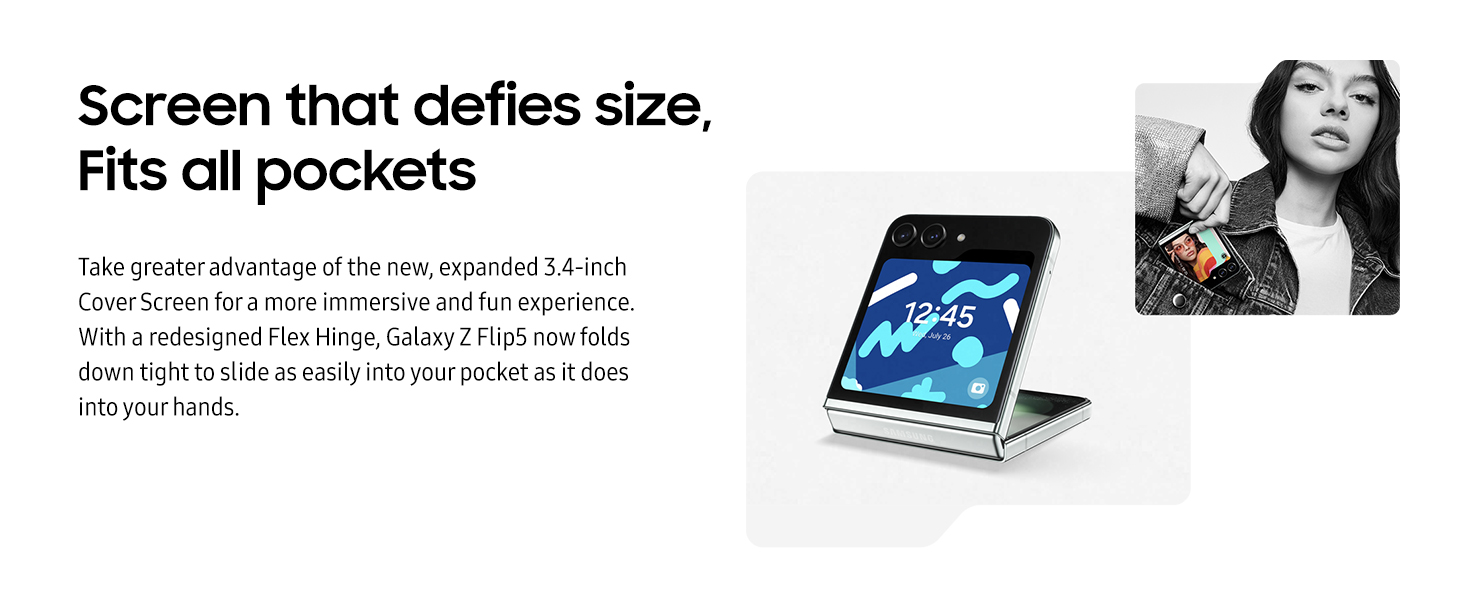 Screen that defies size,
Fits all pockets
Take greater advantage of the new, expanded 3.4-inch
Cover Screen for a more immersive and fun experience.
With a redesigned Flex Hinge, Galaxy Z Flip5 now folds
down tight to slide as easily into your pocket as it does
into your hands.
12:45
July 26
SAMSUNG